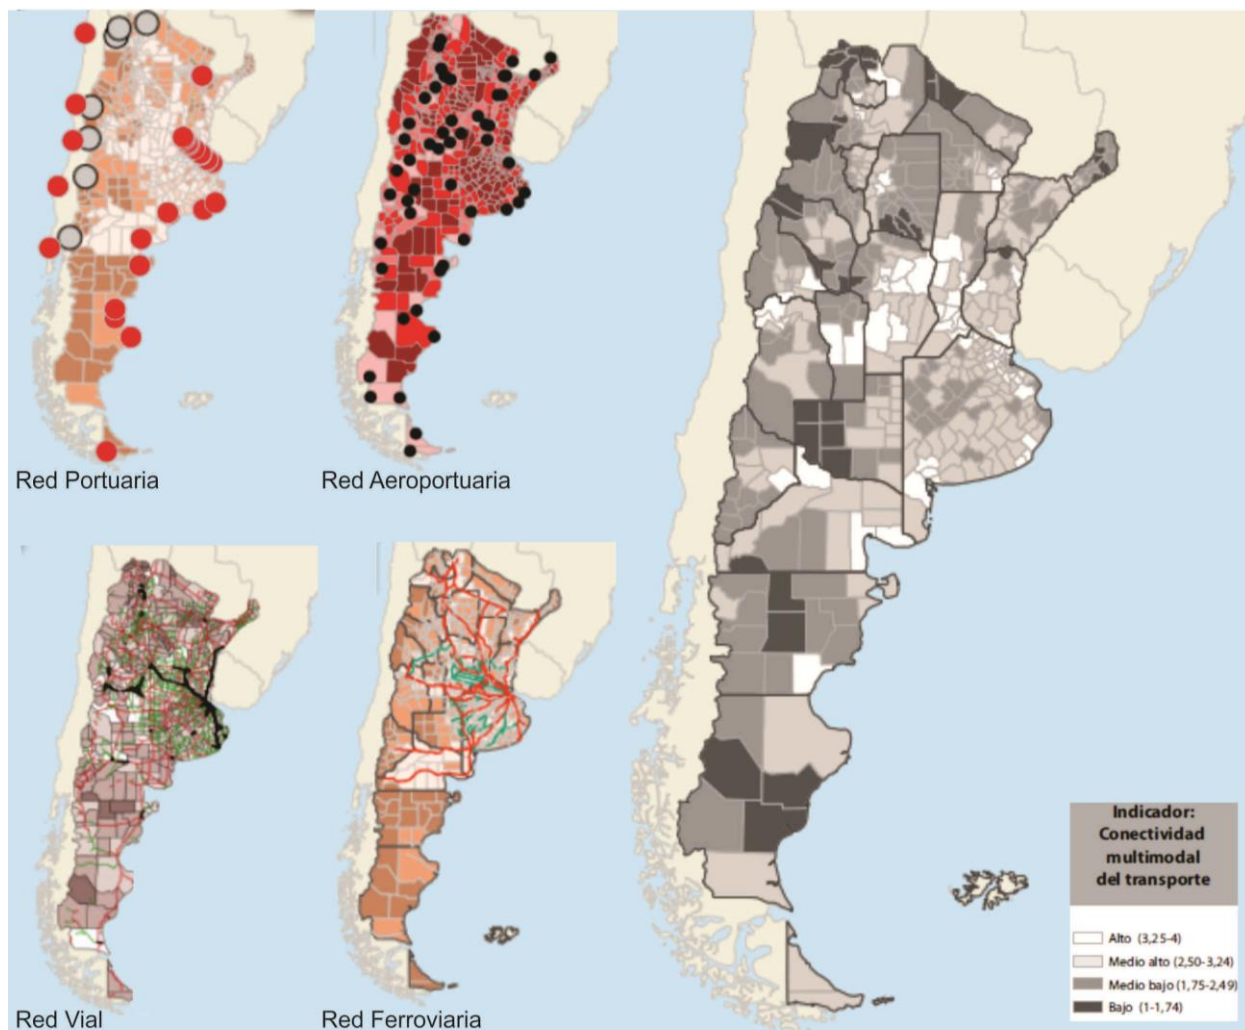 Red Portuaria
Red Aeroportuaria
Red Vial
Red Ferroviaria
Indicador:
Conectividad
multimodal
del transporte
Alto (3,25-4)
Medio alto (2,50-3,24)
Medio bajo (1,75-2,49)
Bajo (1-1,74)